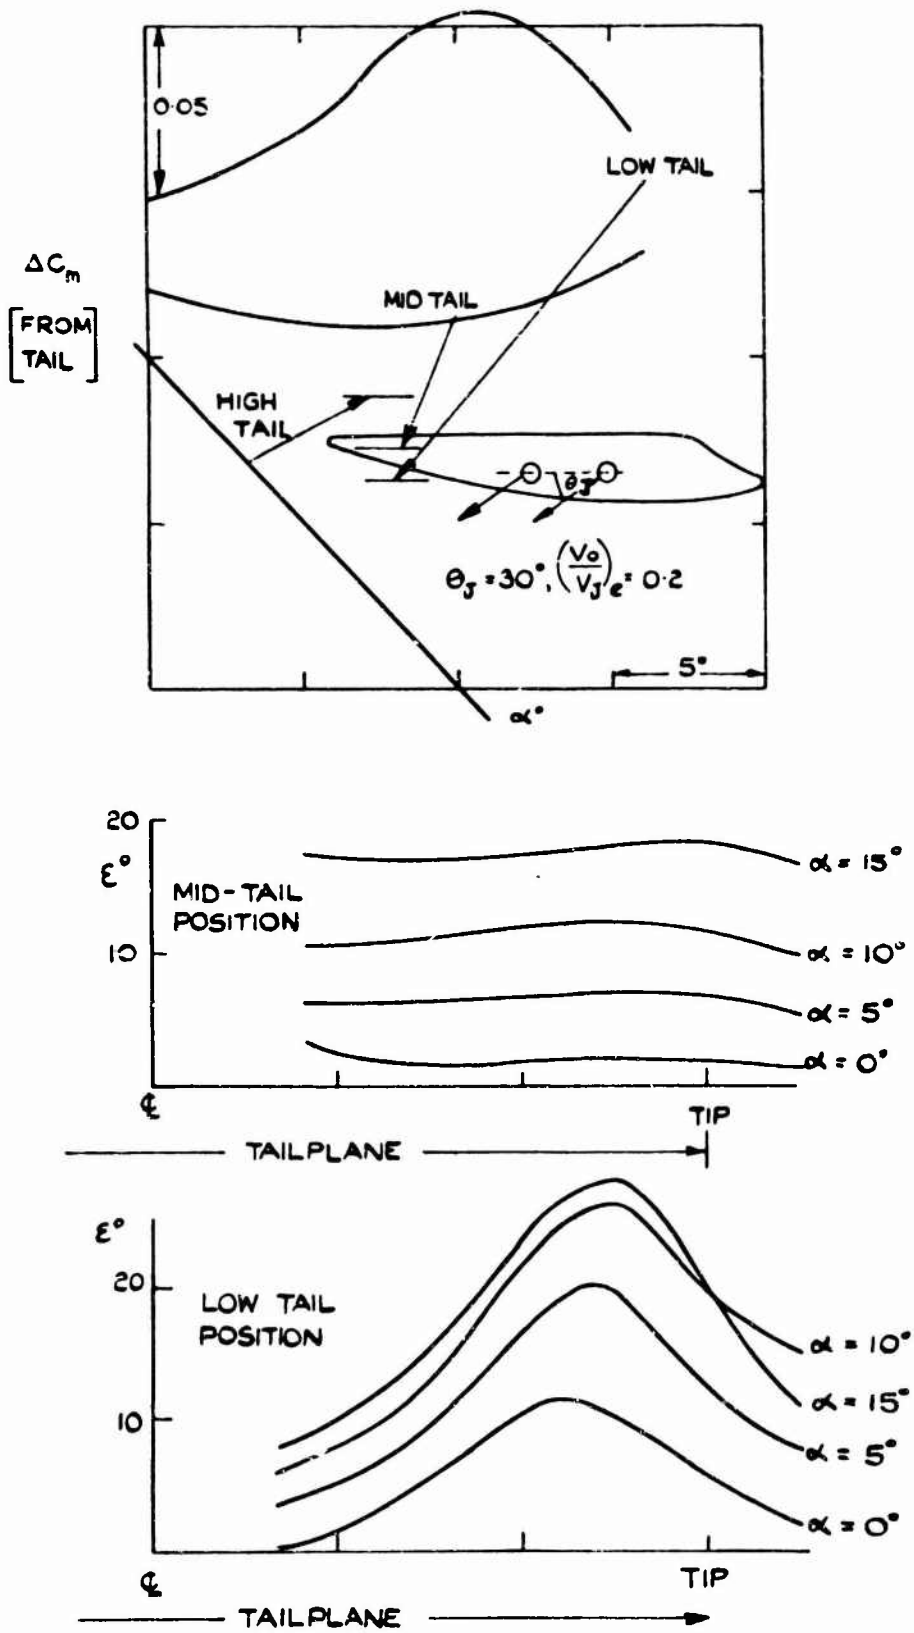 0.05
LOW TAIL
ΔCm
[FROM
TAIL]
MID TAIL
HIGH
TAIL
θJ
θJ = 30°, (Vo/VJ)e = 0.2
5°
α°
20
ε°
MID-TAIL
POSITION
10
α = 15°
α = 10°
α = 5°
α = 0°
℄
TIP
TAILPLANE
ε°
20
LOW TAIL
POSITION
10
α = 10°
α = 15°
α = 5°
α = 0°
℄
TIP
TAILPLANE